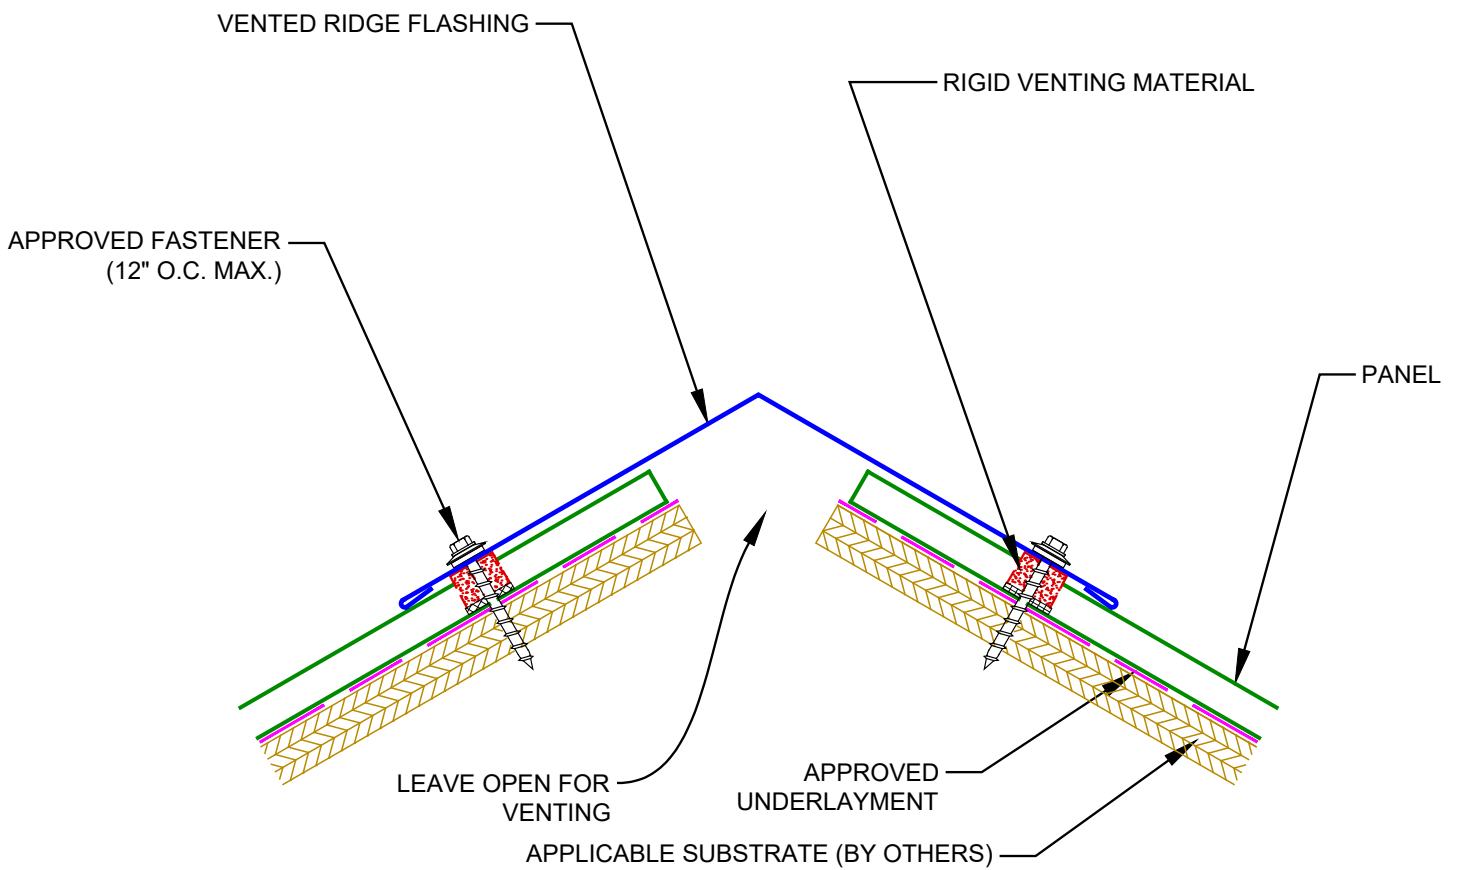 VENTED RIDGE FLASHING
RIGID VENTING MATERIAL
APPROVED FASTENER
(12" O.C. MAX.)
PANEL
LEAVE OPEN FOR
VENTING
APPROVED
UNDERLAYMENT
APPLICABLE SUBSTRATE (BY OTHERS)